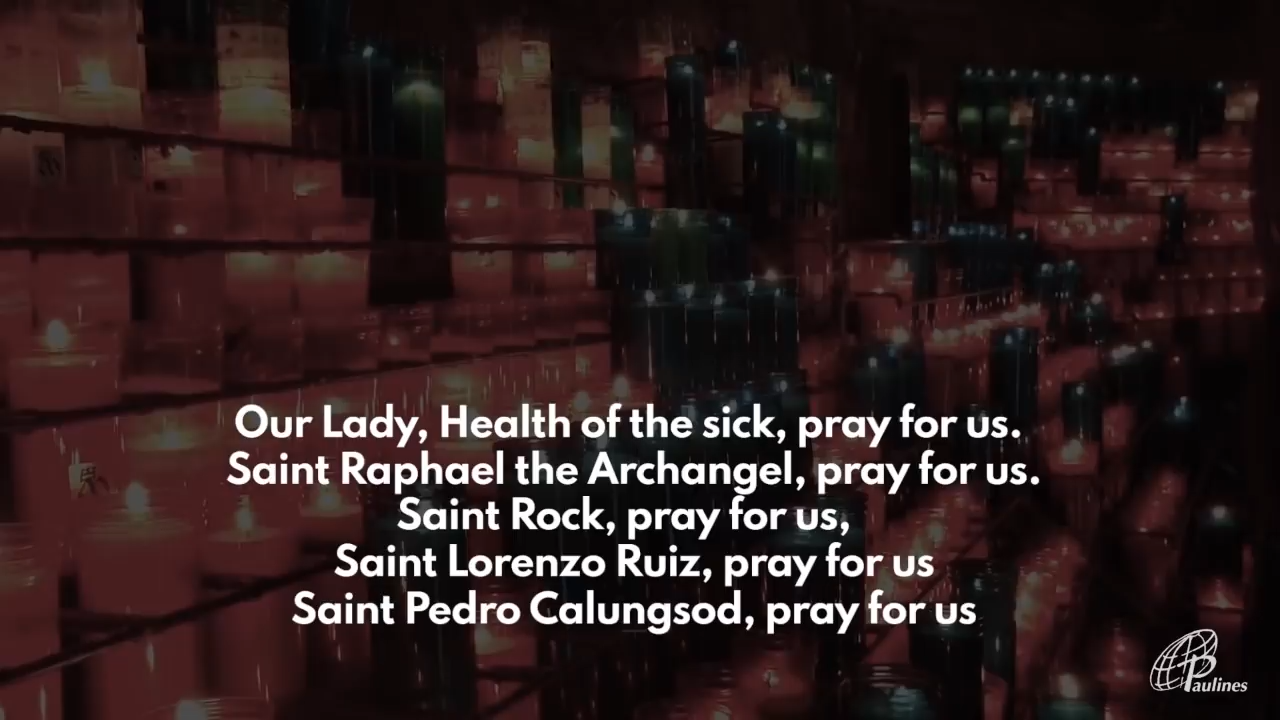 Our Lady, Health of the sick, pray for us.
Saint Raphael the Archangel, pray for us.
Saint Rock, pray for us,
Saint Lorenzo Ruiz, pray for us
Saint Pedro Calungsod, pray for us
Paulines